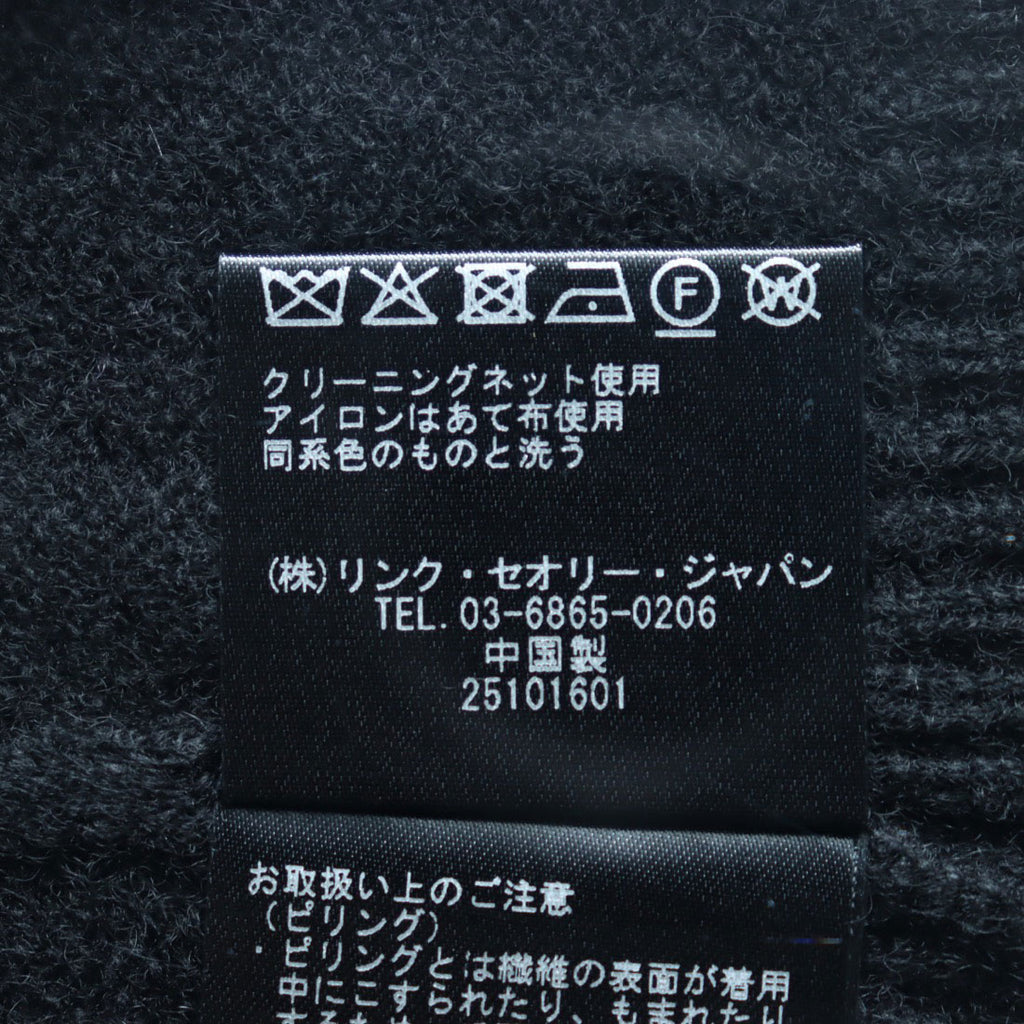 F W
クリーニングネット使用
アイロンはあて布使用
同系色のものと洗う
(株)リンク・セオリー・ジャパン
TEL. 03-6865-0206
中国製
25101601
お取扱い上のご注意
(ピリング)
・ピリングとは繊維の表面が着用
中にこすられたり、もまれたり